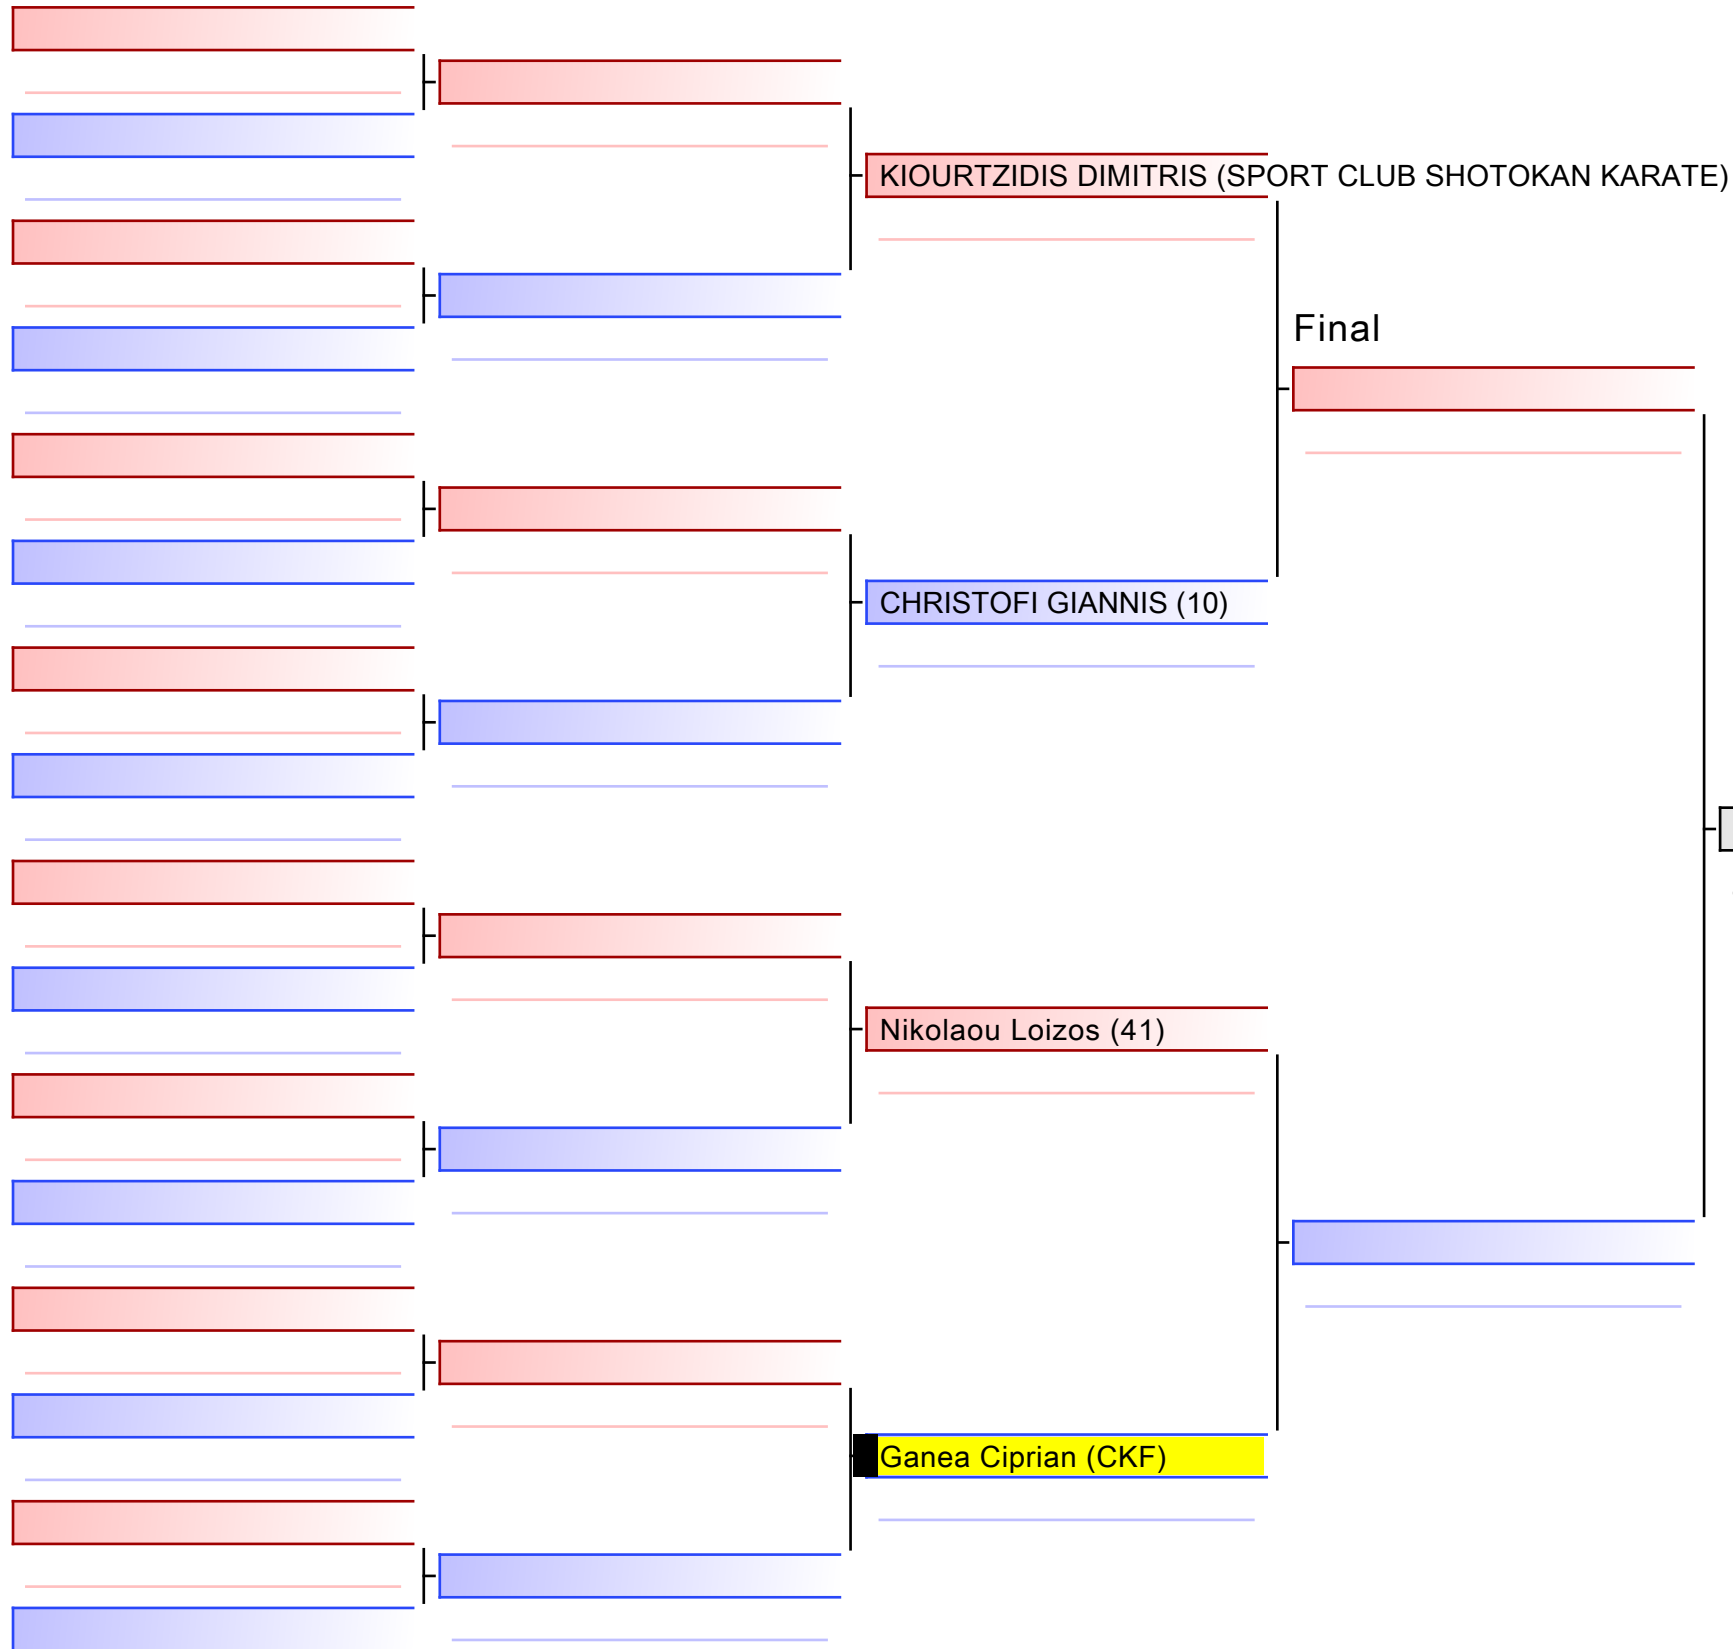 KIOURTZIDIS DIMITRIS (SPORT CLUB SHOTOKAN KARATE)
Final
CHRISTOFI GIANNIS (10)
Nikolaou Loizos (41)
Ganea Ciprian (CKF)